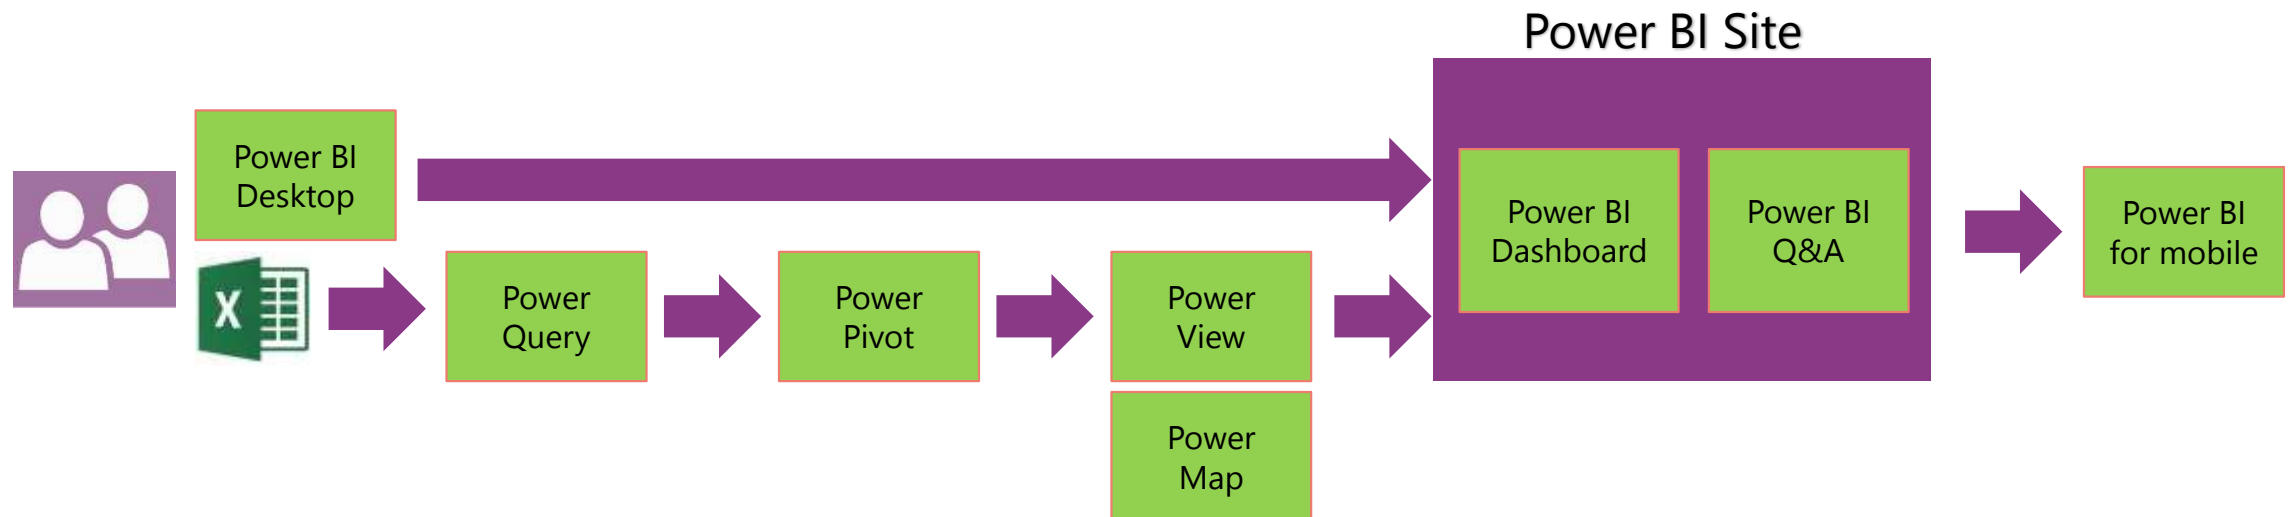 Power BI Site
Power BI
Desktop
Power BI
Dashboard
Power BI
Q&A
Power BI
for mobile
X
Power
Query
Power
Pivot
Power
View
Power
Map